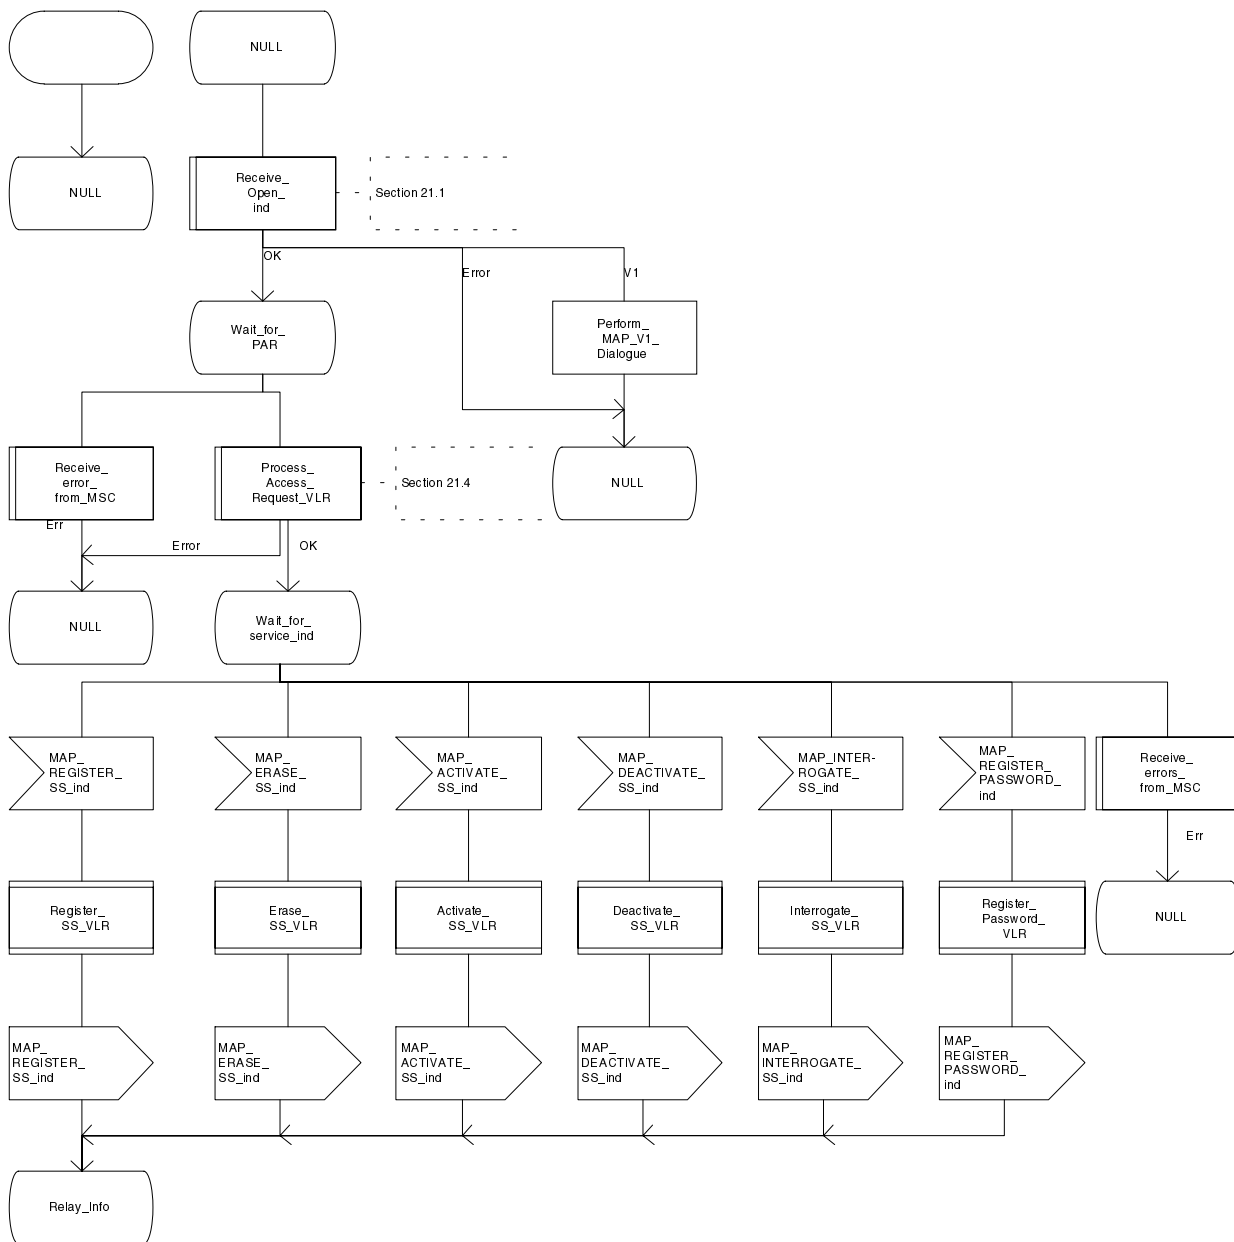 NULL
NULL
Receive_
Open_
ind
Section 21.1
OK
Error
V1
Wait_for_
PAR
Perform_
MAP_V1_
Dialogue
Receive_
error_
from_MSC
Process_
Access_
Request_VLR
Section 21.4
NULL
Err
Error
OK
NULL
Wait_for_
service_ind
MAP_
REGISTER_
SS_ind
MAP_
ERASE_
SS_ind
MAP_
ACTIVATE_
SS_ind
MAP_
DEACTIVATE_
SS_ind
MAP_INTER-
ROGATE_
SS_ind
MAP_
REGISTER_
PASSWORD_
ind
Receive_
errors_
from_MSC
Err
Register_
SS_VLR
Erase_
SS_VLR
Activate_
SS_VLR
Deactivate_
SS_VLR
Interrogate_
SS_VLR
Register_
Password_
VLR
NULL
MAP_
REGISTER_
SS_ind
MAP_
ERASE_
SS_ind
MAP_
ACTIVATE_
SS_ind
MAP_
DEACTIVATE_
SS_ind
MAP_
INTERROGATE_
SS_ind
MAP_
REGISTER_
PASSWORD_
ind
Relay_Info